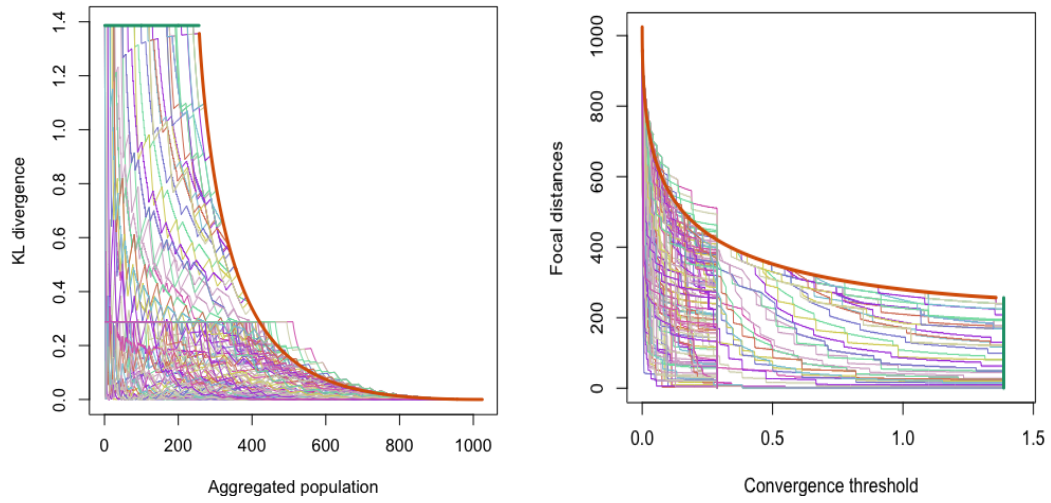 KL divergence
0.0 0.2 0.4 0.6 0.8 1.0 1.2 1.4
0 200 400 600 800 1000
Aggregated population
Focal distances
0 200 400 600 800 1000
0.0 0.5 1.0 1.5
Convergence threshold